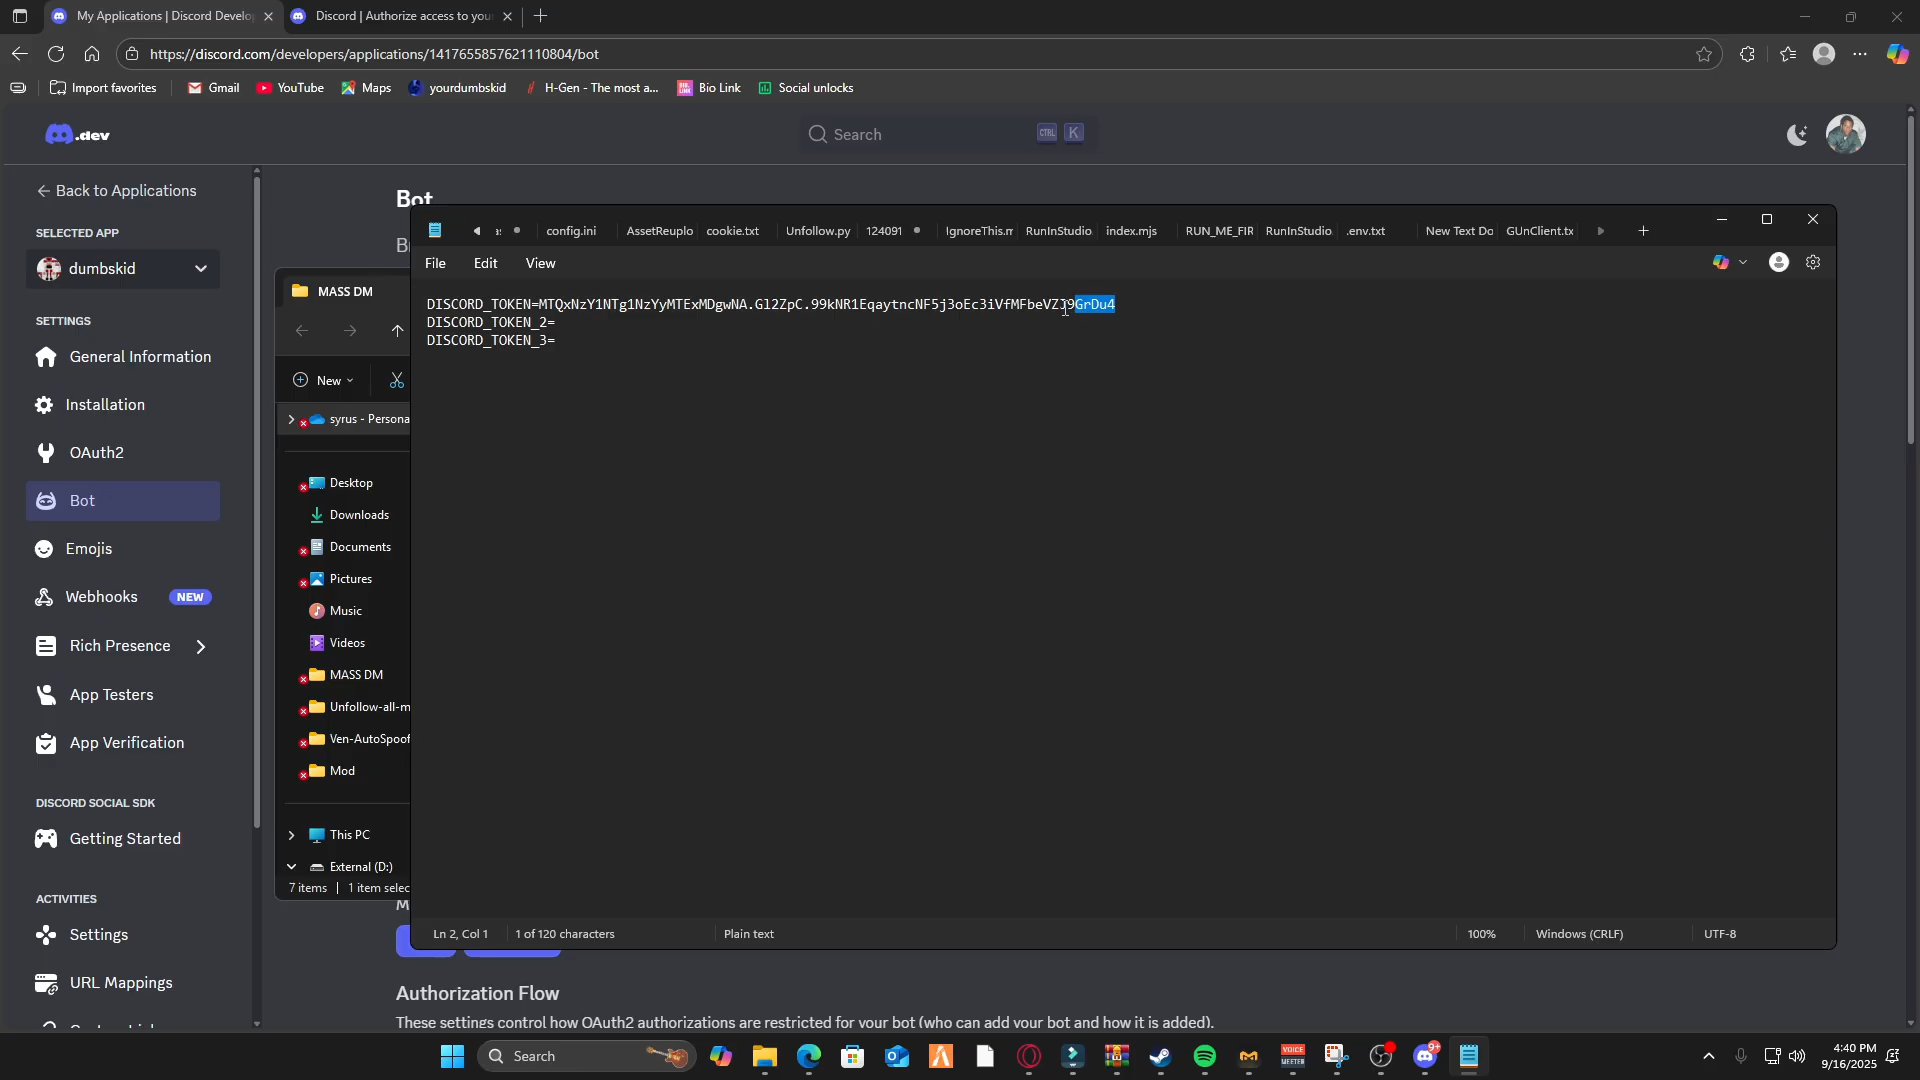 My Applications | Discord Develo
Discord | Authorize access to you
https://discord.com/developers/applications/1417655857621110804/bot
Import favorites
Gmail
YouTube
Maps
yourdumbskid
H-Gen - The most a...
Bio Link
Social unlocks
.dev
Search
CTRL K
Back to Applications
SELECTED APP
dumbskid
SETTINGS
General Information
Installation
OAuth2
Bot
Emojis
Webhooks NEW
Rich Presence
App Testers
App Verification
DISCORD SOCIAL SDK
Getting Started
ACTIVITIES
Settings
URL Mappings
Bot
MASS DM
New
syrus - Persona
Desktop
Downloads
Documents
Pictures
Music
Videos
MASS DM
Unfollow-all-m
Ven-AutoSpoof
Mod
This PC
External (D:)
7 items 1 item selec
config.ini AssetReuplo cookie.txt Unfollow.py 124091 IgnoreThis.m RunInStudio index.mjs RUN_ME_FIR RunInStudio .env.txt New Text Do GUnClient.tx
File Edit View
DISCORD_TOKEN=MTQxNzY1NTg1NzYyMTExMDgwNA.Gl2ZpC.99kNR1EqaytncNF5j3oEc3iVfMFbeVZJ9GrDu4
DISCORD_TOKEN_2=
DISCORD_TOKEN_3=
Ln 2, Col 1 1 of 120 characters Plain text 100% Windows (CRLF) UTF-8
Authorization Flow
These settings control how OAuth2 authorizations are restricted for your bot (who can add your bot and how it is added).
Search
VOICE MEETER
9+
4:40 PM
9/16/2025